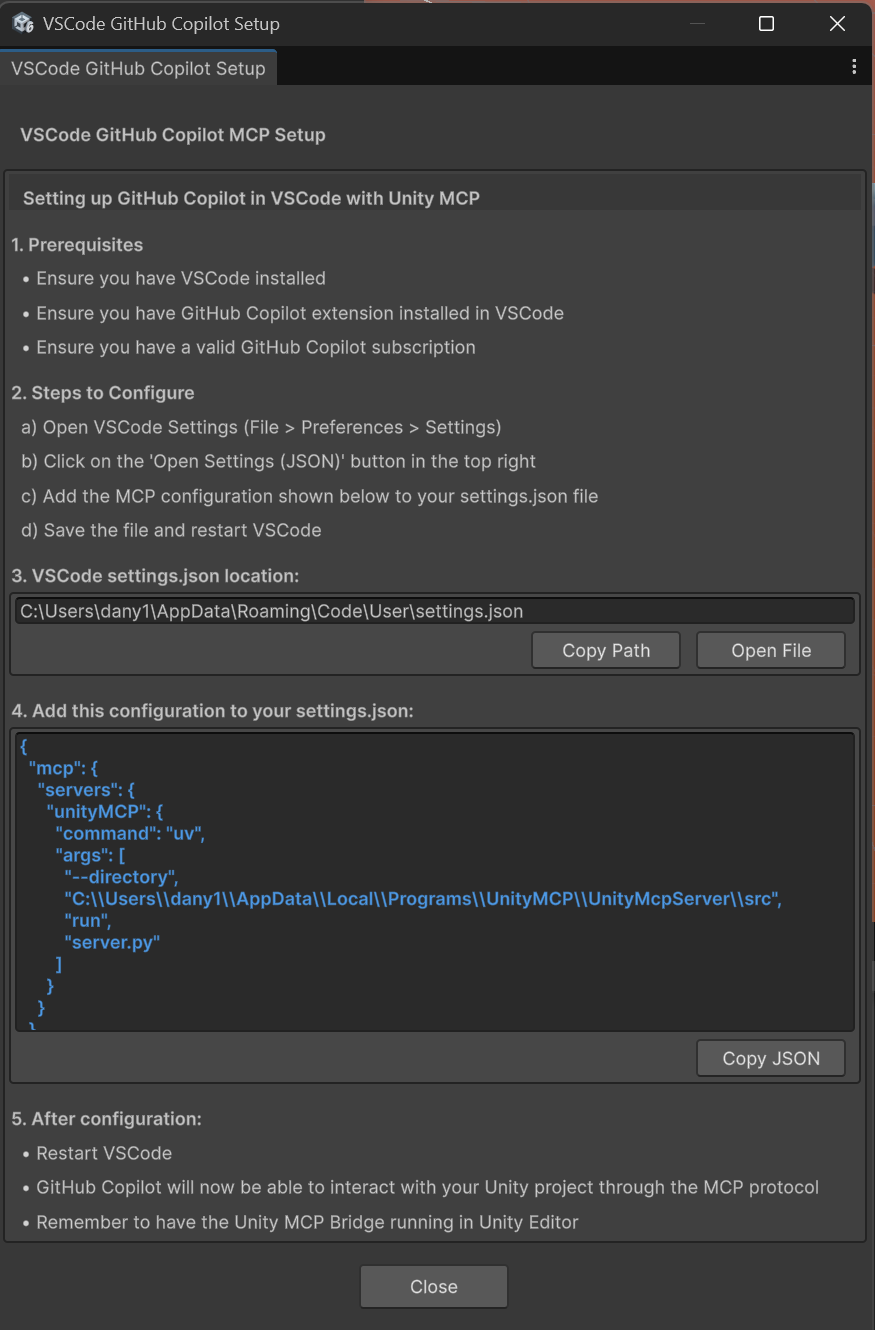 VSCode GitHub Copilot Setup
VSCode GitHub Copilot Setup
VSCode GitHub Copilot MCP Setup
Setting up GitHub Copilot in VSCode with Unity MCP
1. Prerequisites
• Ensure you have VSCode installed
• Ensure you have GitHub Copilot extension installed in VSCode
• Ensure you have a valid GitHub Copilot subscription
2. Steps to Configure
a) Open VSCode Settings (File > Preferences > Settings)
b) Click on the 'Open Settings (JSON)' button in the top right
c) Add the MCP configuration shown below to your settings.json file
d) Save the file and restart VSCode
3. VSCode settings.json location:
C:\Users\dany1\AppData\Roaming\Code\User\settings.json
Copy Path Open File
4. Add this configuration to your settings.json:
{
"mcp": {
"servers": {
"unityMCP": {
"command": "uv",
"args": [
"--directory",
"C:\\Users\\dany1\\AppData\\Local\\Programs\\UnityMCP\\UnityMcpServer\\src",
"run",
"server.py"
]
}
}
}
Copy JSON
5. After configuration:
• Restart VSCode
• GitHub Copilot will now be able to interact with your Unity project through the MCP protocol
• Remember to have the Unity MCP Bridge running in Unity Editor
Close